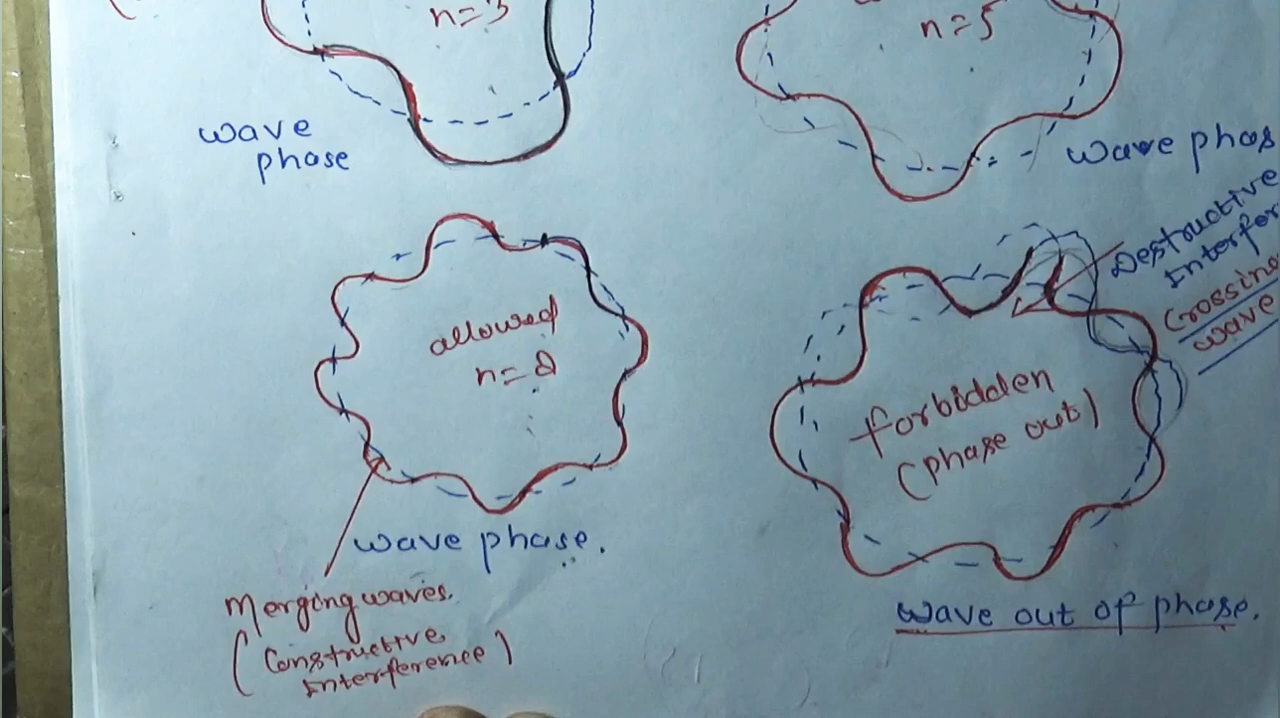 n=3
n=5
wave
phase
wave phas
Destructive
Interfer
Crossing
wave
allowed
n=8
forbidden
(phase out)
wave phase.
Merging waves.
(Constructive
Interference)
wave out of phase.